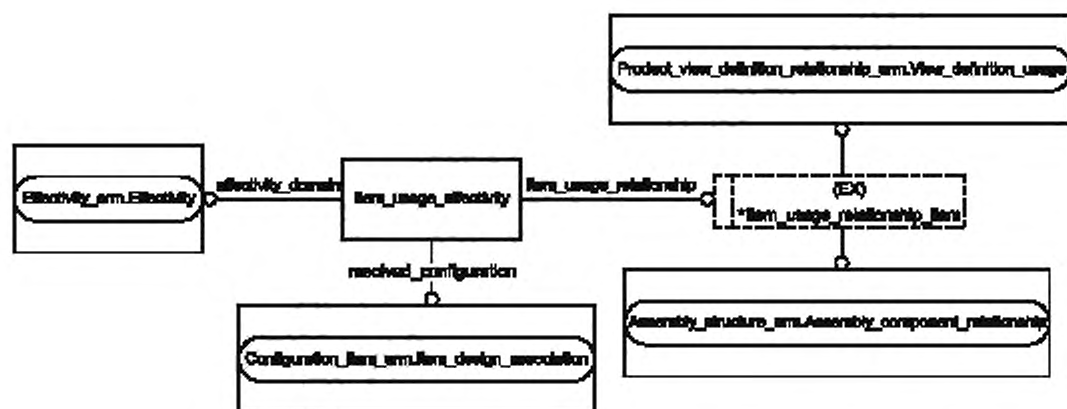 Product_view_definition_relationship_arm.View_definition_usage
Effectivity_arm.Effectivity
effectivity_domain
item_usage_effectivity
item_usage_relationship
(EX)
*item_usage_relationship_item
resolved_configuration
Assembly_structure_arm.Assembly_component_relationship
Configuration_item_arm.Item_design_association